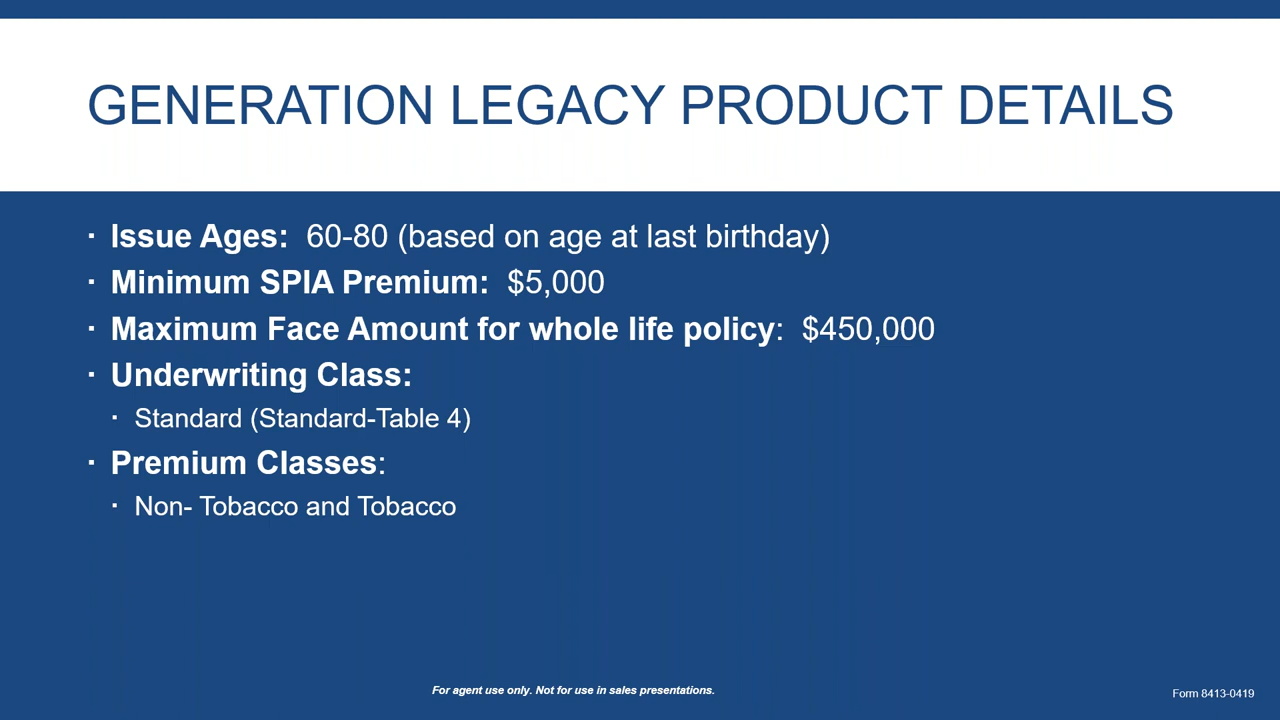 GENERATION LEGACY PRODUCT DETAILS
▪ Issue Ages: 60-80 (based on age at last birthday)
▪ Minimum SPIA Premium: $5,000
▪ Maximum Face Amount for whole life policy: $450,000
▪ Underwriting Class:
▪ Standard (Standard-Table 4)
▪ Premium Classes:
▪ Non- Tobacco and Tobacco
For agent use only. Not for use in sales presentations.
Form 8413-0419